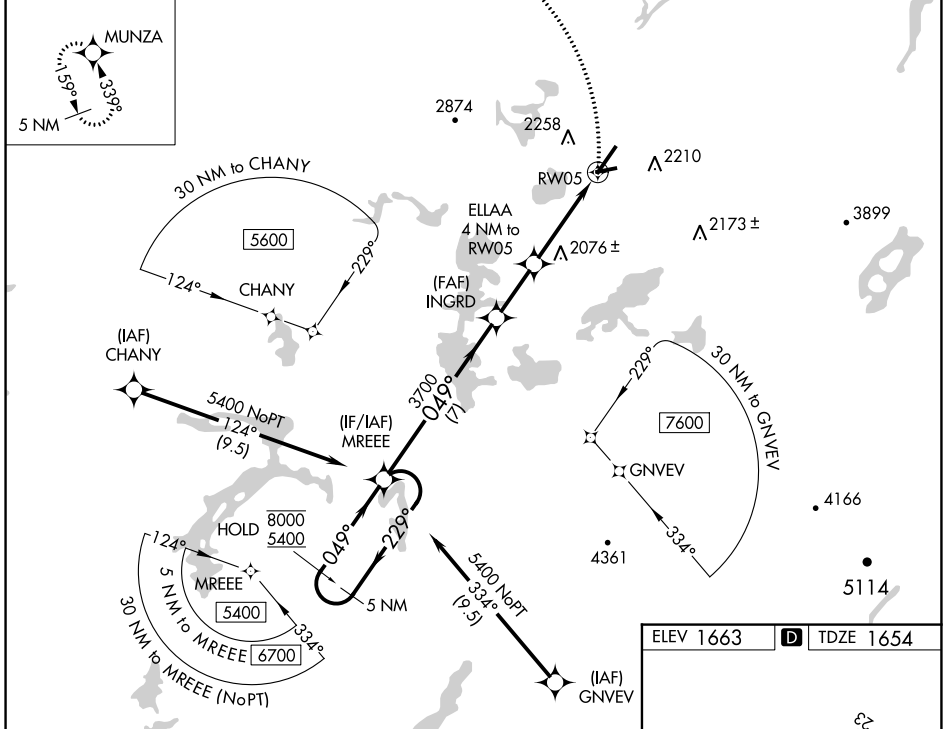 MUNZA
159°
339°
5 NM
2874
2258
2210
RW05
30 NM to CHANY
5600
124°
229°
CHANY
ELLAA
4 NM to
RW05
2076 ±
2173 ±
3899
(FAF)
INGRD
(IAF)
CHANY
5400 NoPT
124°
(9.5)
3700
049°
(7)
(IF/IAF)
MREEE
229°
30 NM to GNVEV
7600
GNVEV
334°
4166
4361
5114
HOLD
8000
5400
049°
229°
5 NM
124°
MREEE
5400
334°
5 NM to MREEE
6700
30 NM to MREEE (NoPT)
5400 NoPT
334°
(9.5)
(IAF)
GNVEV
ELEV 1663
D
TDZE 1654
23